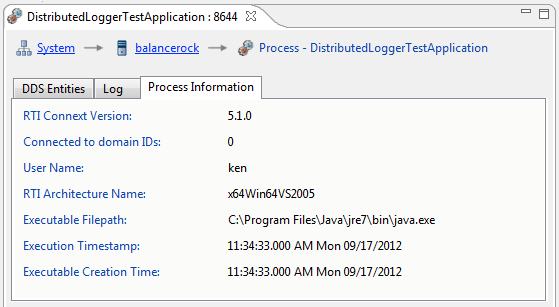 DistributedLoggerTestApplication : 8644
System balancerock Process - DistributedLoggerTestApplication
DDS Entities Log Process Information
RTI Connext Version: 5.1.0
Connected to domain IDs: 0
User Name: ken
RTI Architecture Name: x64Win64VS2005
Executable Filepath: C:\Program Files\Java\jre7\bin\java.exe
Execution Timestamp: 11:34:33.000 AM Mon 09/17/2012
Executable Creation Time: 11:34:33.000 AM Mon 09/17/2012